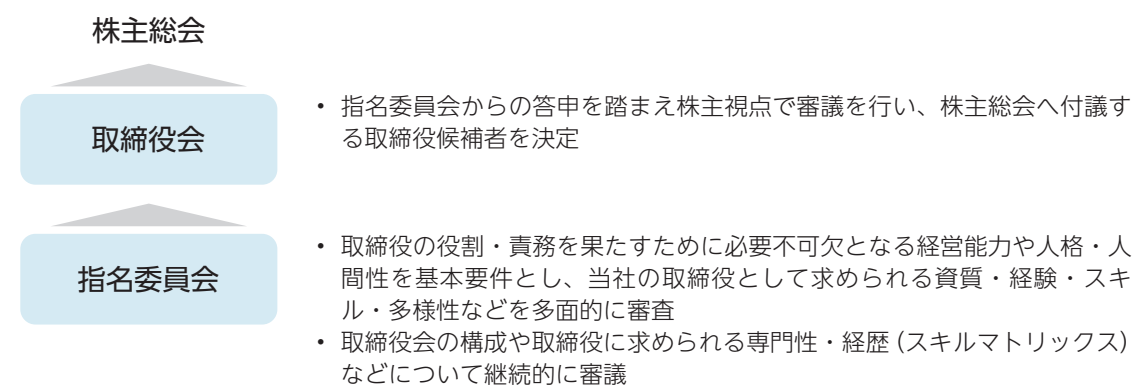 株主総会
取締役会
• 指名委員会からの答申を踏まえ株主視点で審議を行い、株主総会へ付議す
る取締役候補者を決定
指名委員会
• 取締役の役割・責務を果たすために必要不可欠となる経営能力や人格・人
間性を基本要件とし、当社の取締役として求められる資質・経験・スキ
ル・多様性などを多面的に審査
• 取締役会の構成や取締役に求められる専門性・経歴 (スキルマトリックス)
などについて継続的に審議